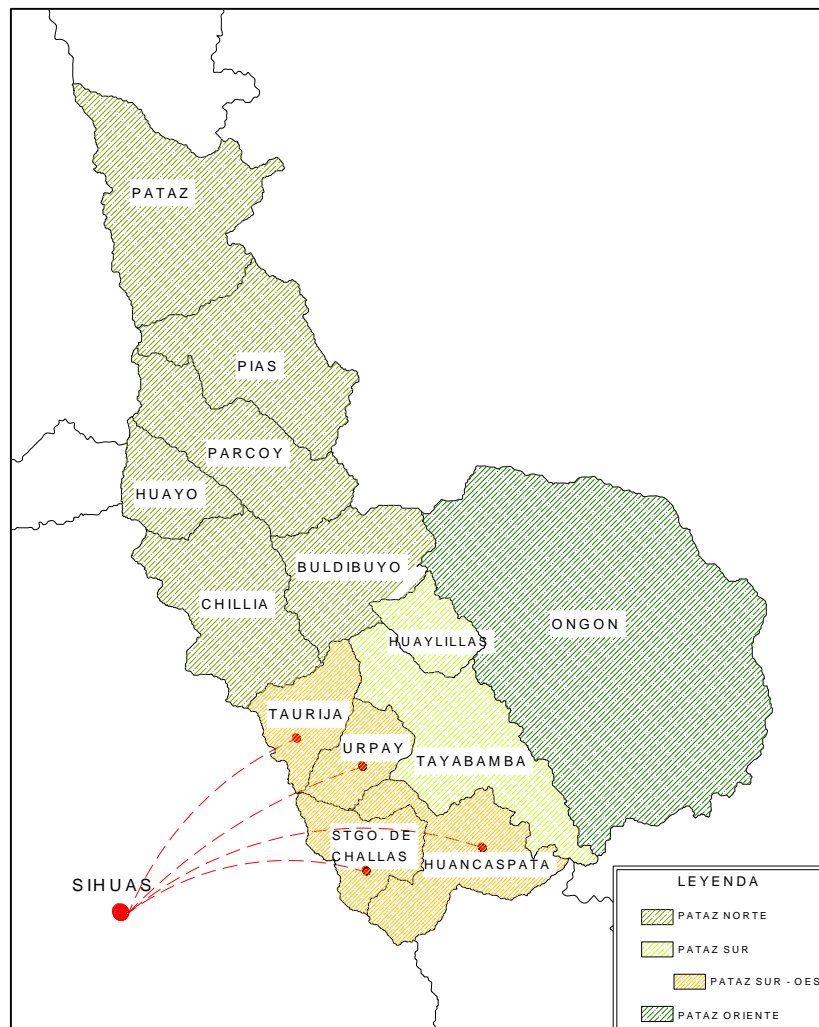 PATAZ
PIAS
PARCOY
HUAYO
BULDIBUYO
CHILLIA
ONGON
HUAYLILLAS
TAURIJA
URPAY
TAYABAMBA
STGO. DE
CHALLAS
HUANCASPATA
SIHUAS
LEYENDA
PATAZ NORTE
PATAZ SUR
PATAZ SUR - OES
PATAZ ORIENTE